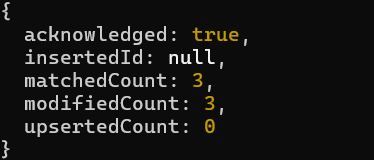 {
  acknowledged: true,
  insertedId: null,
  matchedCount: 3,
  modifiedCount: 3,
  upsertedCount: 0
}